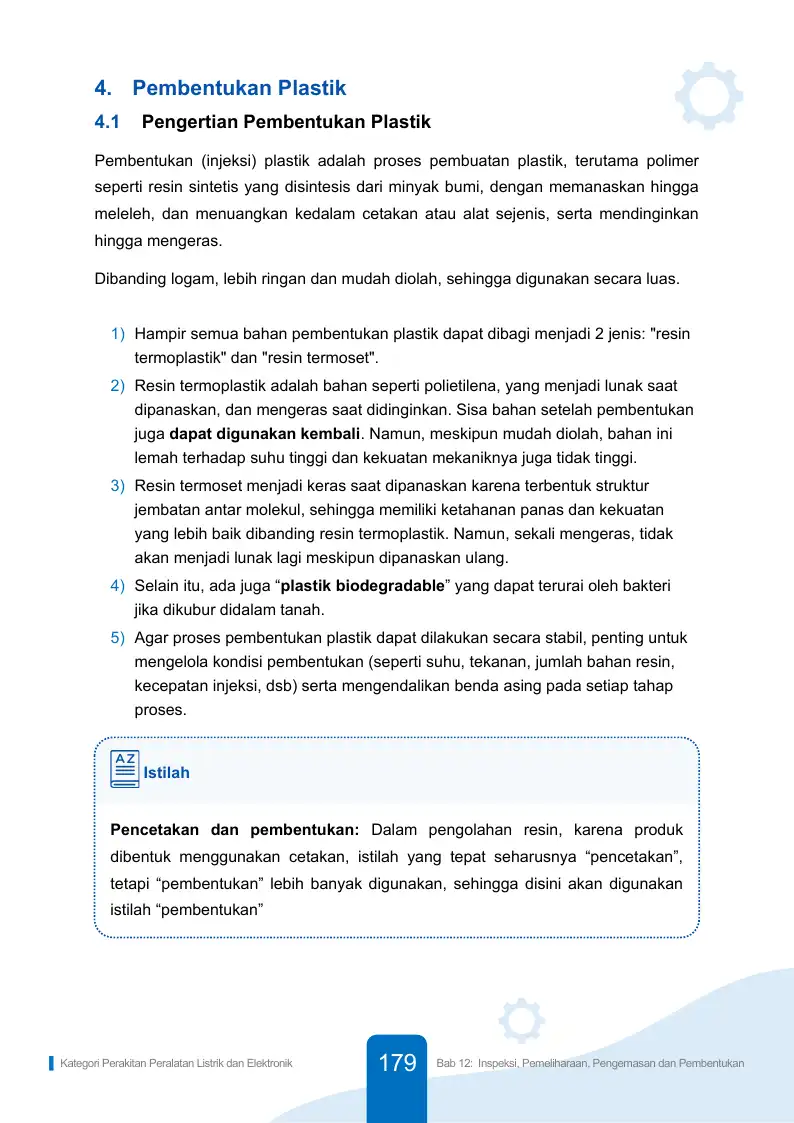 4. Pembentukan Plastik
4.1 Pengertian Pembentukan Plastik
Pembentukan (injeksi) plastik adalah proses pembuatan plastik, terutama polimer
seperti resin sintetis yang disintesis dari minyak bumi, dengan memanaskan hingga
meleleh, dan menuangkan kedalam cetakan atau alat sejenis, serta mendinginkan
hingga mengeras.
Dibanding logam, lebih ringan dan mudah diolah, sehingga digunakan secara luas.
1) Hampir semua bahan pembentukan plastik dapat dibagi menjadi 2 jenis: "resin
termoplastik" dan "resin termoset".
2) Resin termoplastik adalah bahan seperti polietilena, yang menjadi lunak saat
dipanaskan, dan mengeras saat didinginkan. Sisa bahan setelah pembentukan
juga dapat digunakan kembali. Namun, meskipun mudah diolah, bahan ini
lemah terhadap suhu tinggi dan kekuatan mekaniknya juga tidak tinggi.
3) Resin termoset menjadi keras saat dipanaskan karena terbentuk struktur
jembatan antar molekul, sehingga memiliki ketahanan panas dan kekuatan
yang lebih baik dibanding resin termoplastik. Namun, sekali mengeras, tidak
akan menjadi lunak lagi meskipun dipanaskan ulang.
4) Selain itu, ada juga “plastik biodegradable” yang dapat terurai oleh bakteri
jika dikubur didalam tanah.
5) Agar proses pembentukan plastik dapat dilakukan secara stabil, penting untuk
mengelola kondisi pembentukan (seperti suhu, tekanan, jumlah bahan resin,
kecepatan injeksi, dsb) serta mengendalikan benda asing pada setiap tahap
proses.
AZ
Istilah
Pencetakan dan pembentukan: Dalam pengolahan resin, karena produk
dibentuk menggunakan cetakan, istilah yang tepat seharusnya “pencetakan”,
tetapi “pembentukan” lebih banyak digunakan, sehingga disini akan digunakan
istilah “pembentukan”
Kategori Perakitan Peralatan Listrik dan Elektronik
179
Bab 12: Inspeksi, Pemeliharaan, Pengemasan dan Pembentukan